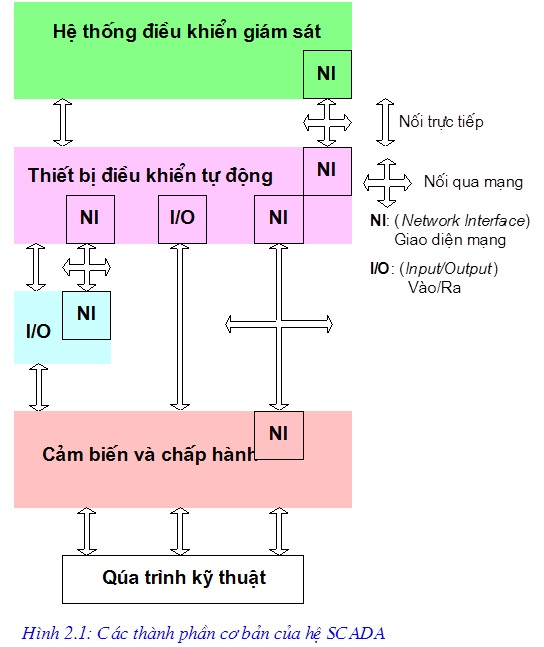 Hệ thống điều khiển giám sát
NI
Nối trực tiếp
NI
Thiết bị điều khiển tự động
Nối qua mạng
NI I/O NI
NI: (Network Interface)
Giao diện mạng
I/O: (Input/Output)
Vào/Ra
NI
I/O
NI
Cảm biến và chấp hành
Qúa trình kỹ thuật
Hình 2.1: Các thành phần cơ bản của hệ SCADA